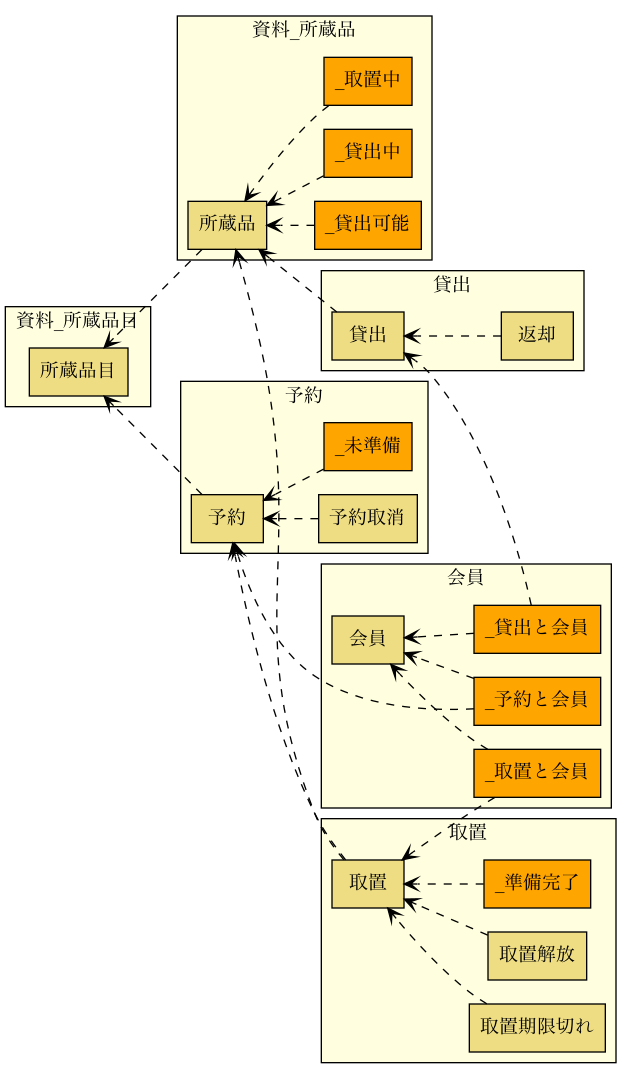 資料_所蔵品
_取置中
_貸出中
所蔵品
_貸出可能
貸出
貸出
返却
資料_所蔵品目
所蔵品目
予約
_未準備
予約
予約取消
会員
_貸出と会員
会員
_予約と会員
_取置と会員
取置
取置
_準備完了
取置解放
取置期限切れ